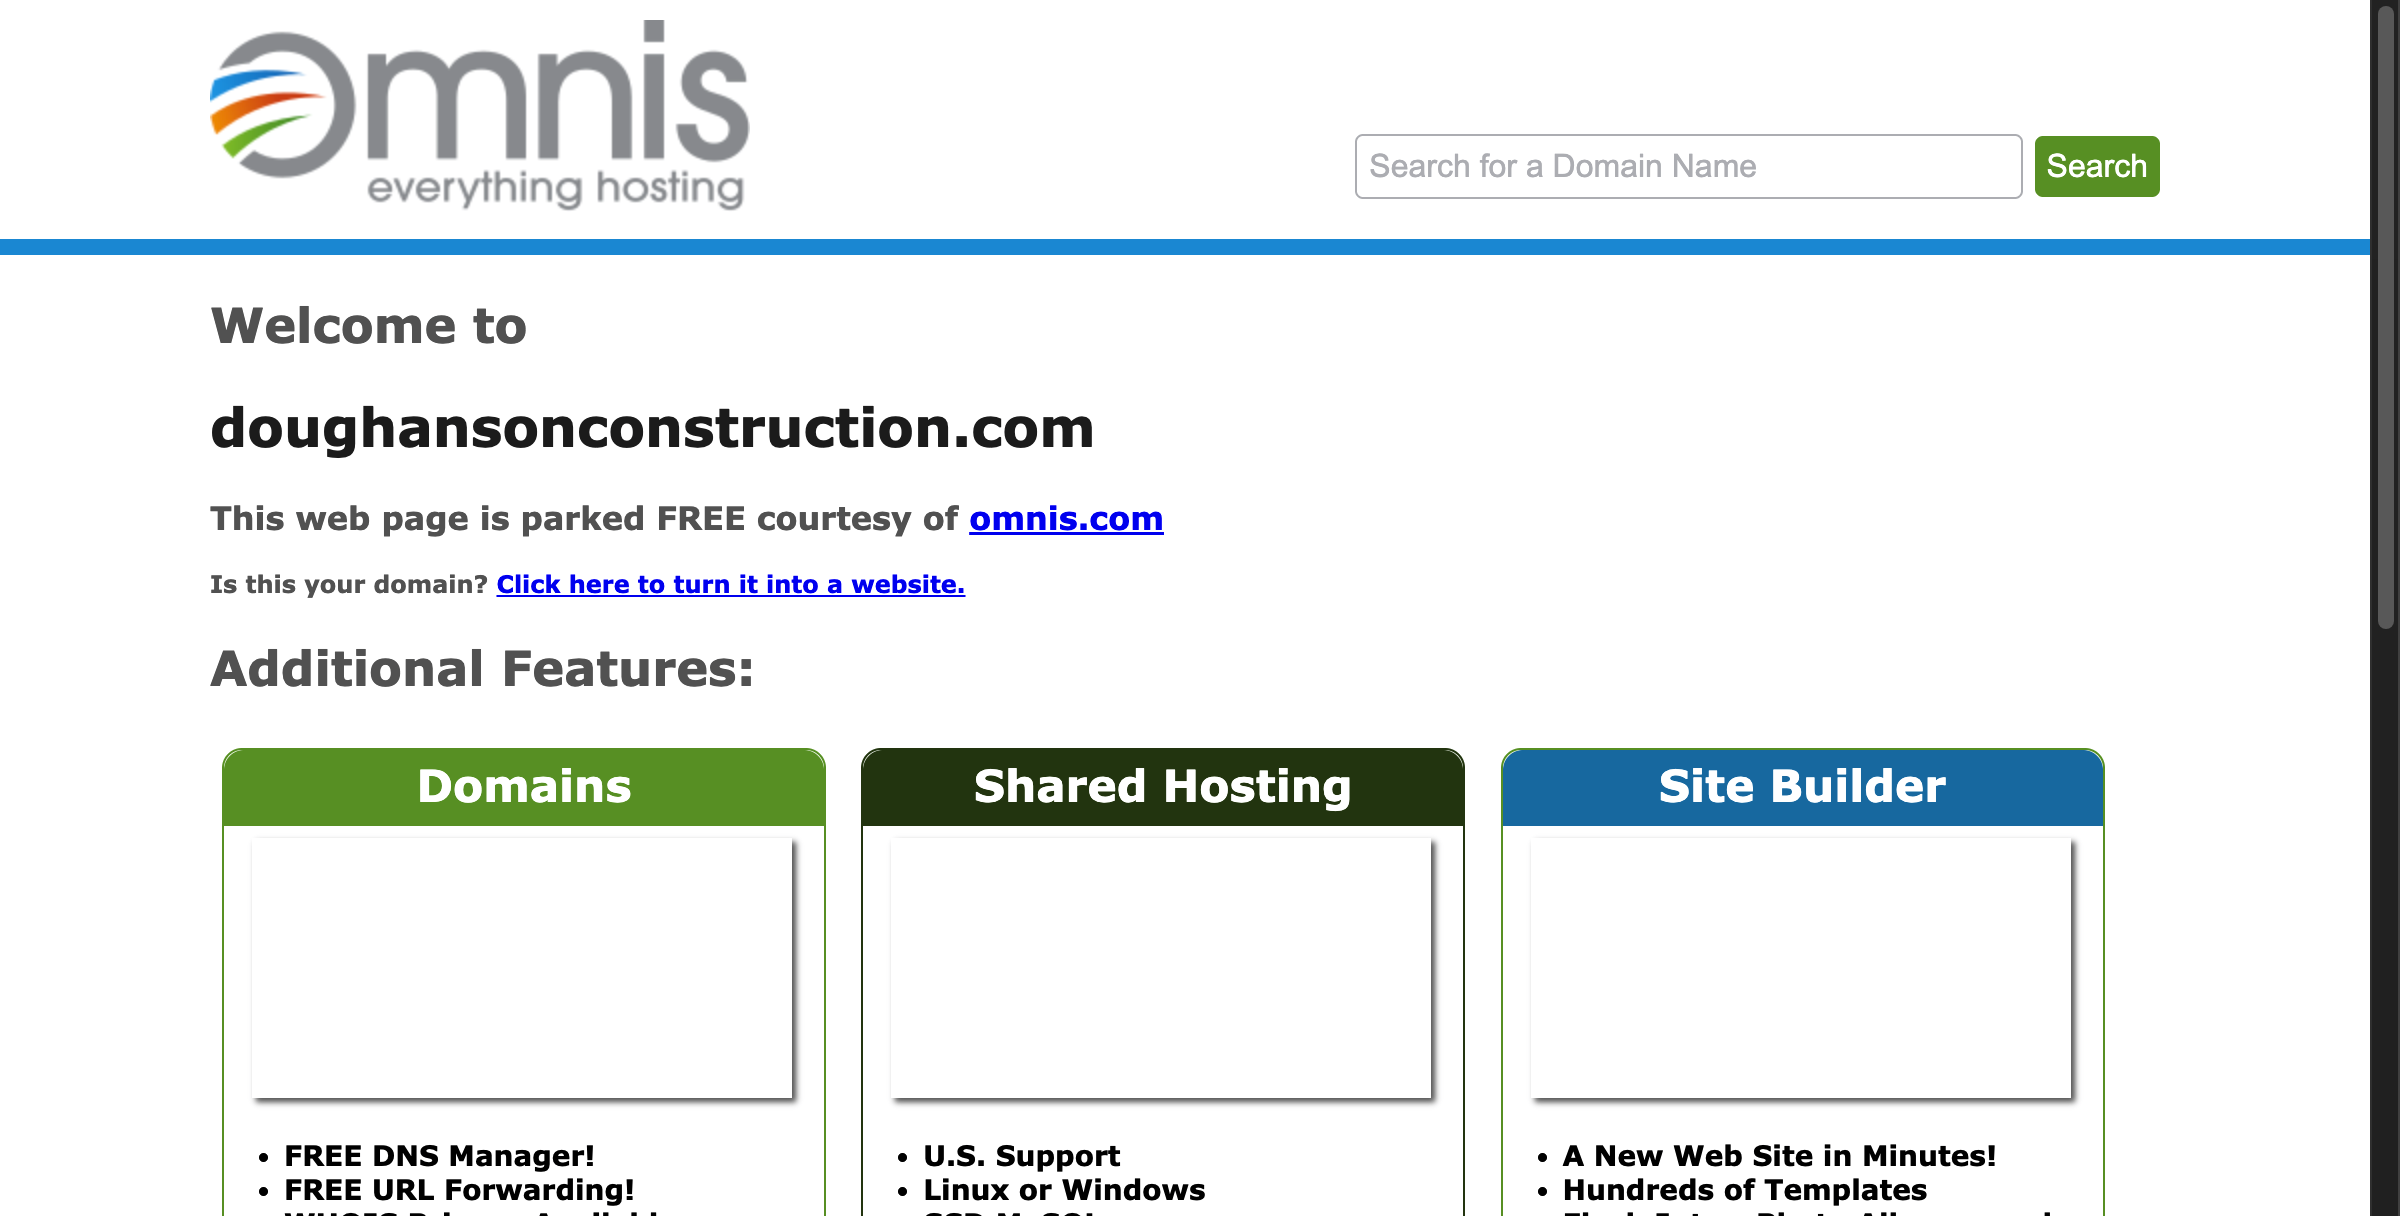 Omnis
everything hosting
Search for a Domain Name
Search
Welcome to
doughansonconstruction.com
This web page is parked FREE courtesy of omnis.com
Is this your domain? Click here to turn it into a website.
Additional Features:
Domains
FREE DNS Manager!
FREE URL Forwarding!
Shared Hosting
U.S. Support
Linux or Windows
Site Builder
A New Web Site in Minutes!
Hundreds of Templates